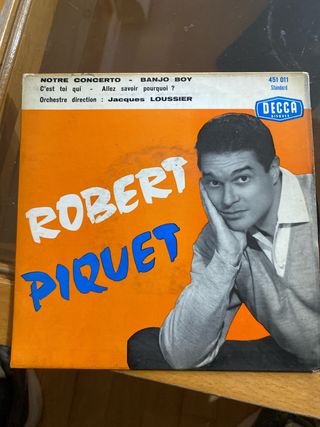 NOTRE CONCERTO - BANJO BOY
C'est toi qui - Allez savoir pourquoi ?
Orchestre direction : Jacques LOUSSIER
451 011
Standard
DECCA
DISQUES
ROBERT
PIQUET